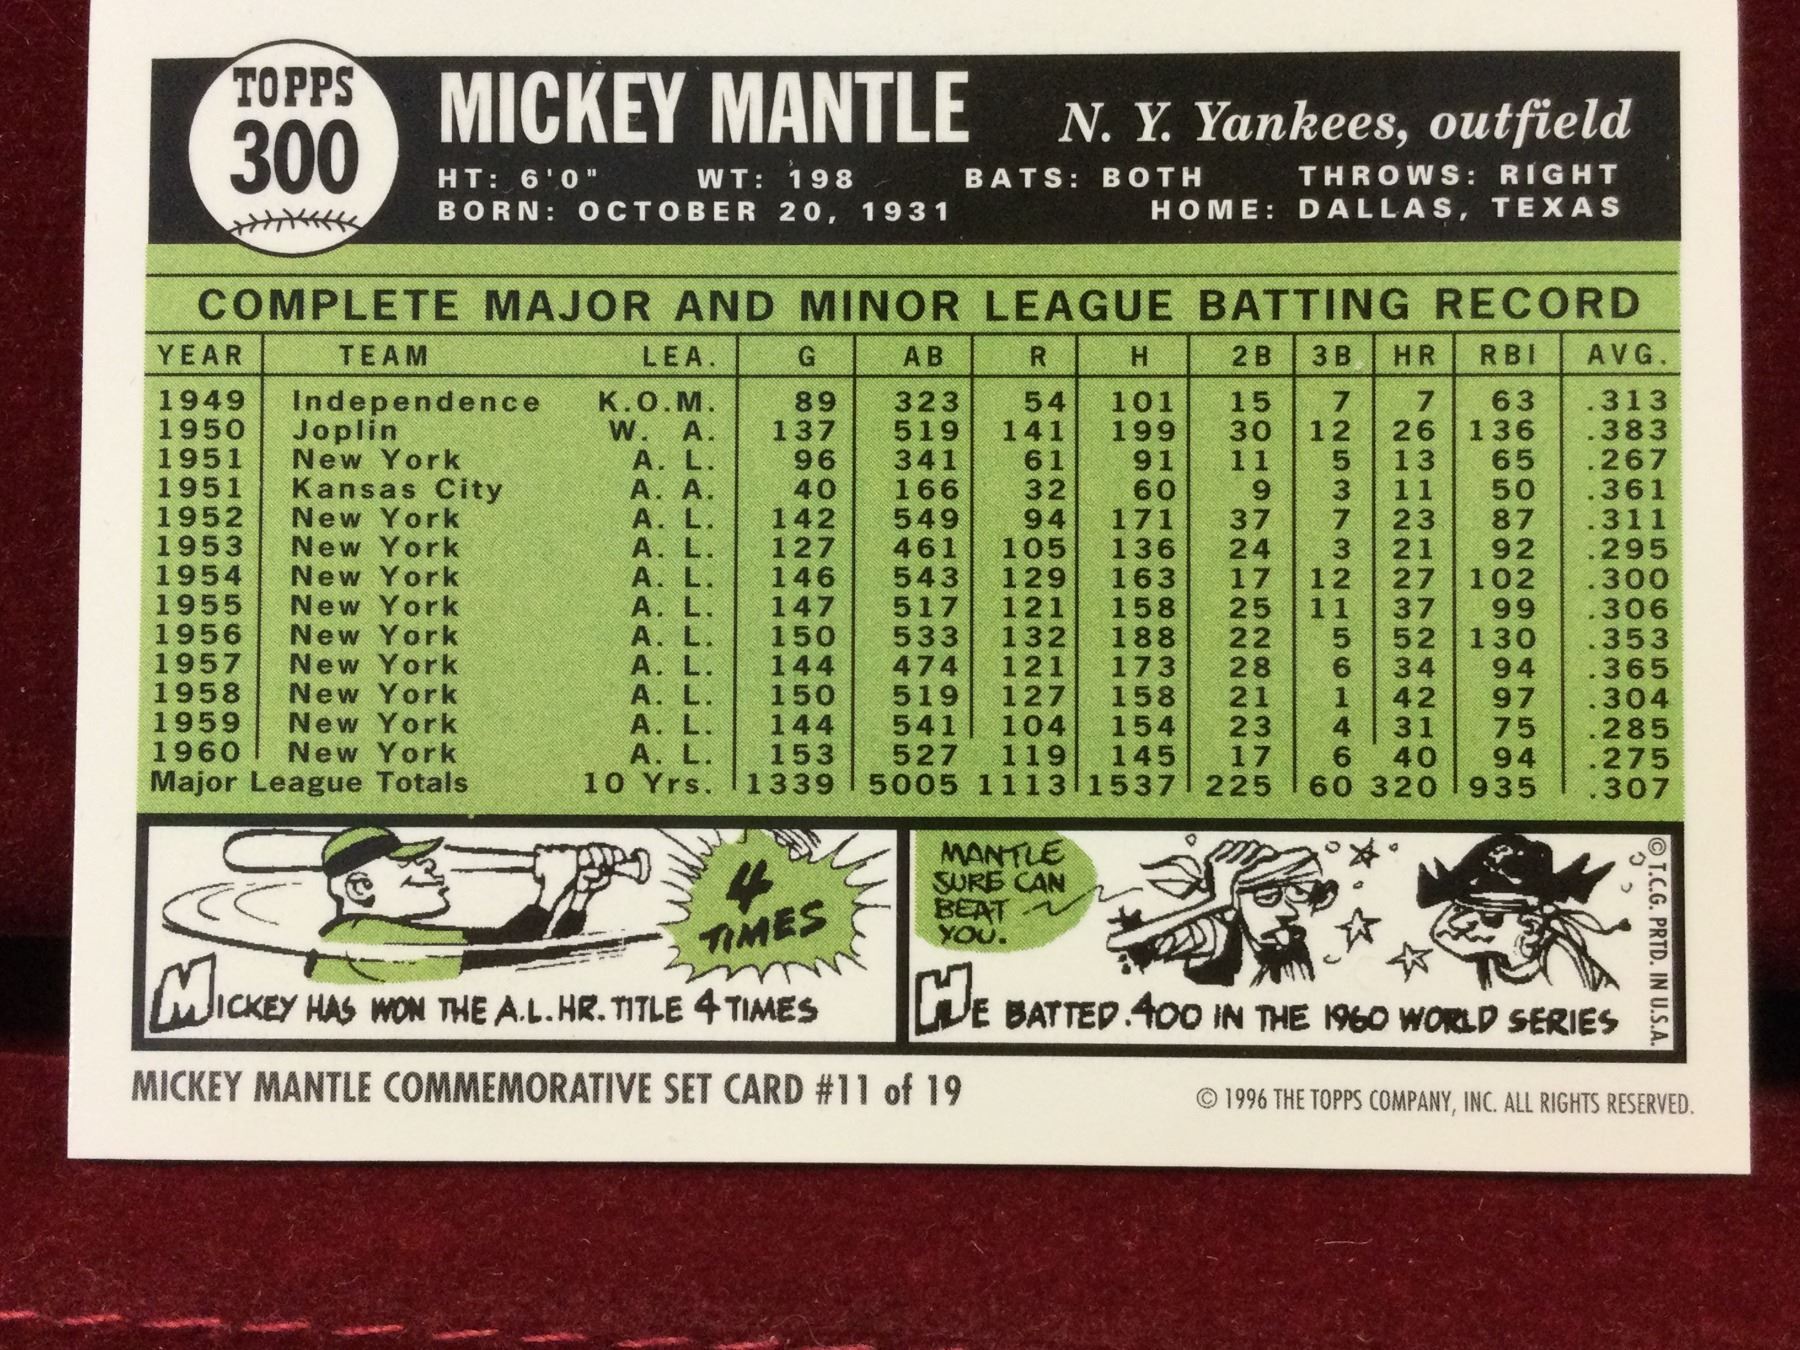 TOPPS
300
MICKEY MANTLE
N. Y. Yankees, outfield
HT: 6'0" WT: 198 BATS: BOTH THROWS: RIGHT
BORN: OCTOBER 20, 1931 HOME: DALLAS, TEXAS
COMPLETE MAJOR AND MINOR LEAGUE BATTING RECORD
YEAR TEAM LEA. G AB R H 2B 3B HR RBI AVG.
1949 Independence K.O.M. 89 323 54 101 15 7 7 63 .313
1950 Joplin W. A. 137 519 141 199 30 12 26 136 .383
1951 New York A. L. 96 341 61 91 11 5 13 65 .267
1951 Kansas City A. A. 40 166 32 60 9 3 11 50 .361
1952 New York A. L. 142 549 94 171 37 7 23 87 .311
1953 New York A. L. 127 461 105 136 24 3 21 92 .295
1954 New York A. L. 146 543 129 163 17 12 27 102 .300
1955 New York A. L. 147 517 121 158 25 11 37 99 .306
1956 New York A. L. 150 533 132 188 22 5 52 130 .353
1957 New York A. L. 144 474 121 173 28 6 34 94 .365
1958 New York A. L. 150 519 127 158 21 1 42 97 .304
1959 New York A. L. 144 541 104 154 23 4 31 75 .285
1960 New York A. L. 153 527 119 145 17 6 40 94 .275
Major League Totals 10 Yrs. 1339 5005 1113 1537 225 60 320 935 .307
4
TIMES
MICKEY HAS WON THE A.L. HR. TITLE 4 TIMES
MANTLE
SURE CAN
BEAT
YOU.
HE BATTED .400 IN THE 1960 WORLD SERIES
© T.C.G. PRTD. IN U.S.A.
MICKEY MANTLE COMMEMORATIVE SET CARD #11 of 19
© 1996 THE TOPPS COMPANY, INC. ALL RIGHTS RESERVED.